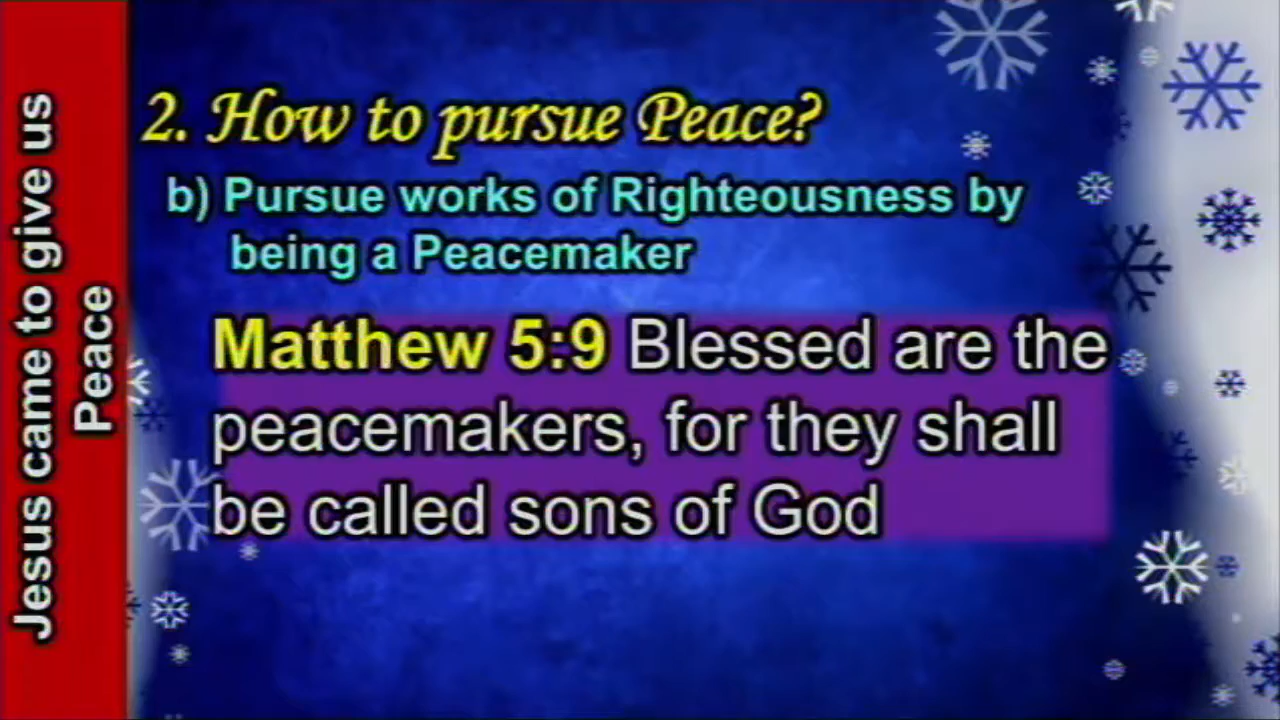 Jesus came to give us
Peace
2. How to pursue Peace?
b) Pursue works of Righteousness by
being a Peacemaker
Matthew 5:9 Blessed are the
peacemakers, for they shall
be called sons of God